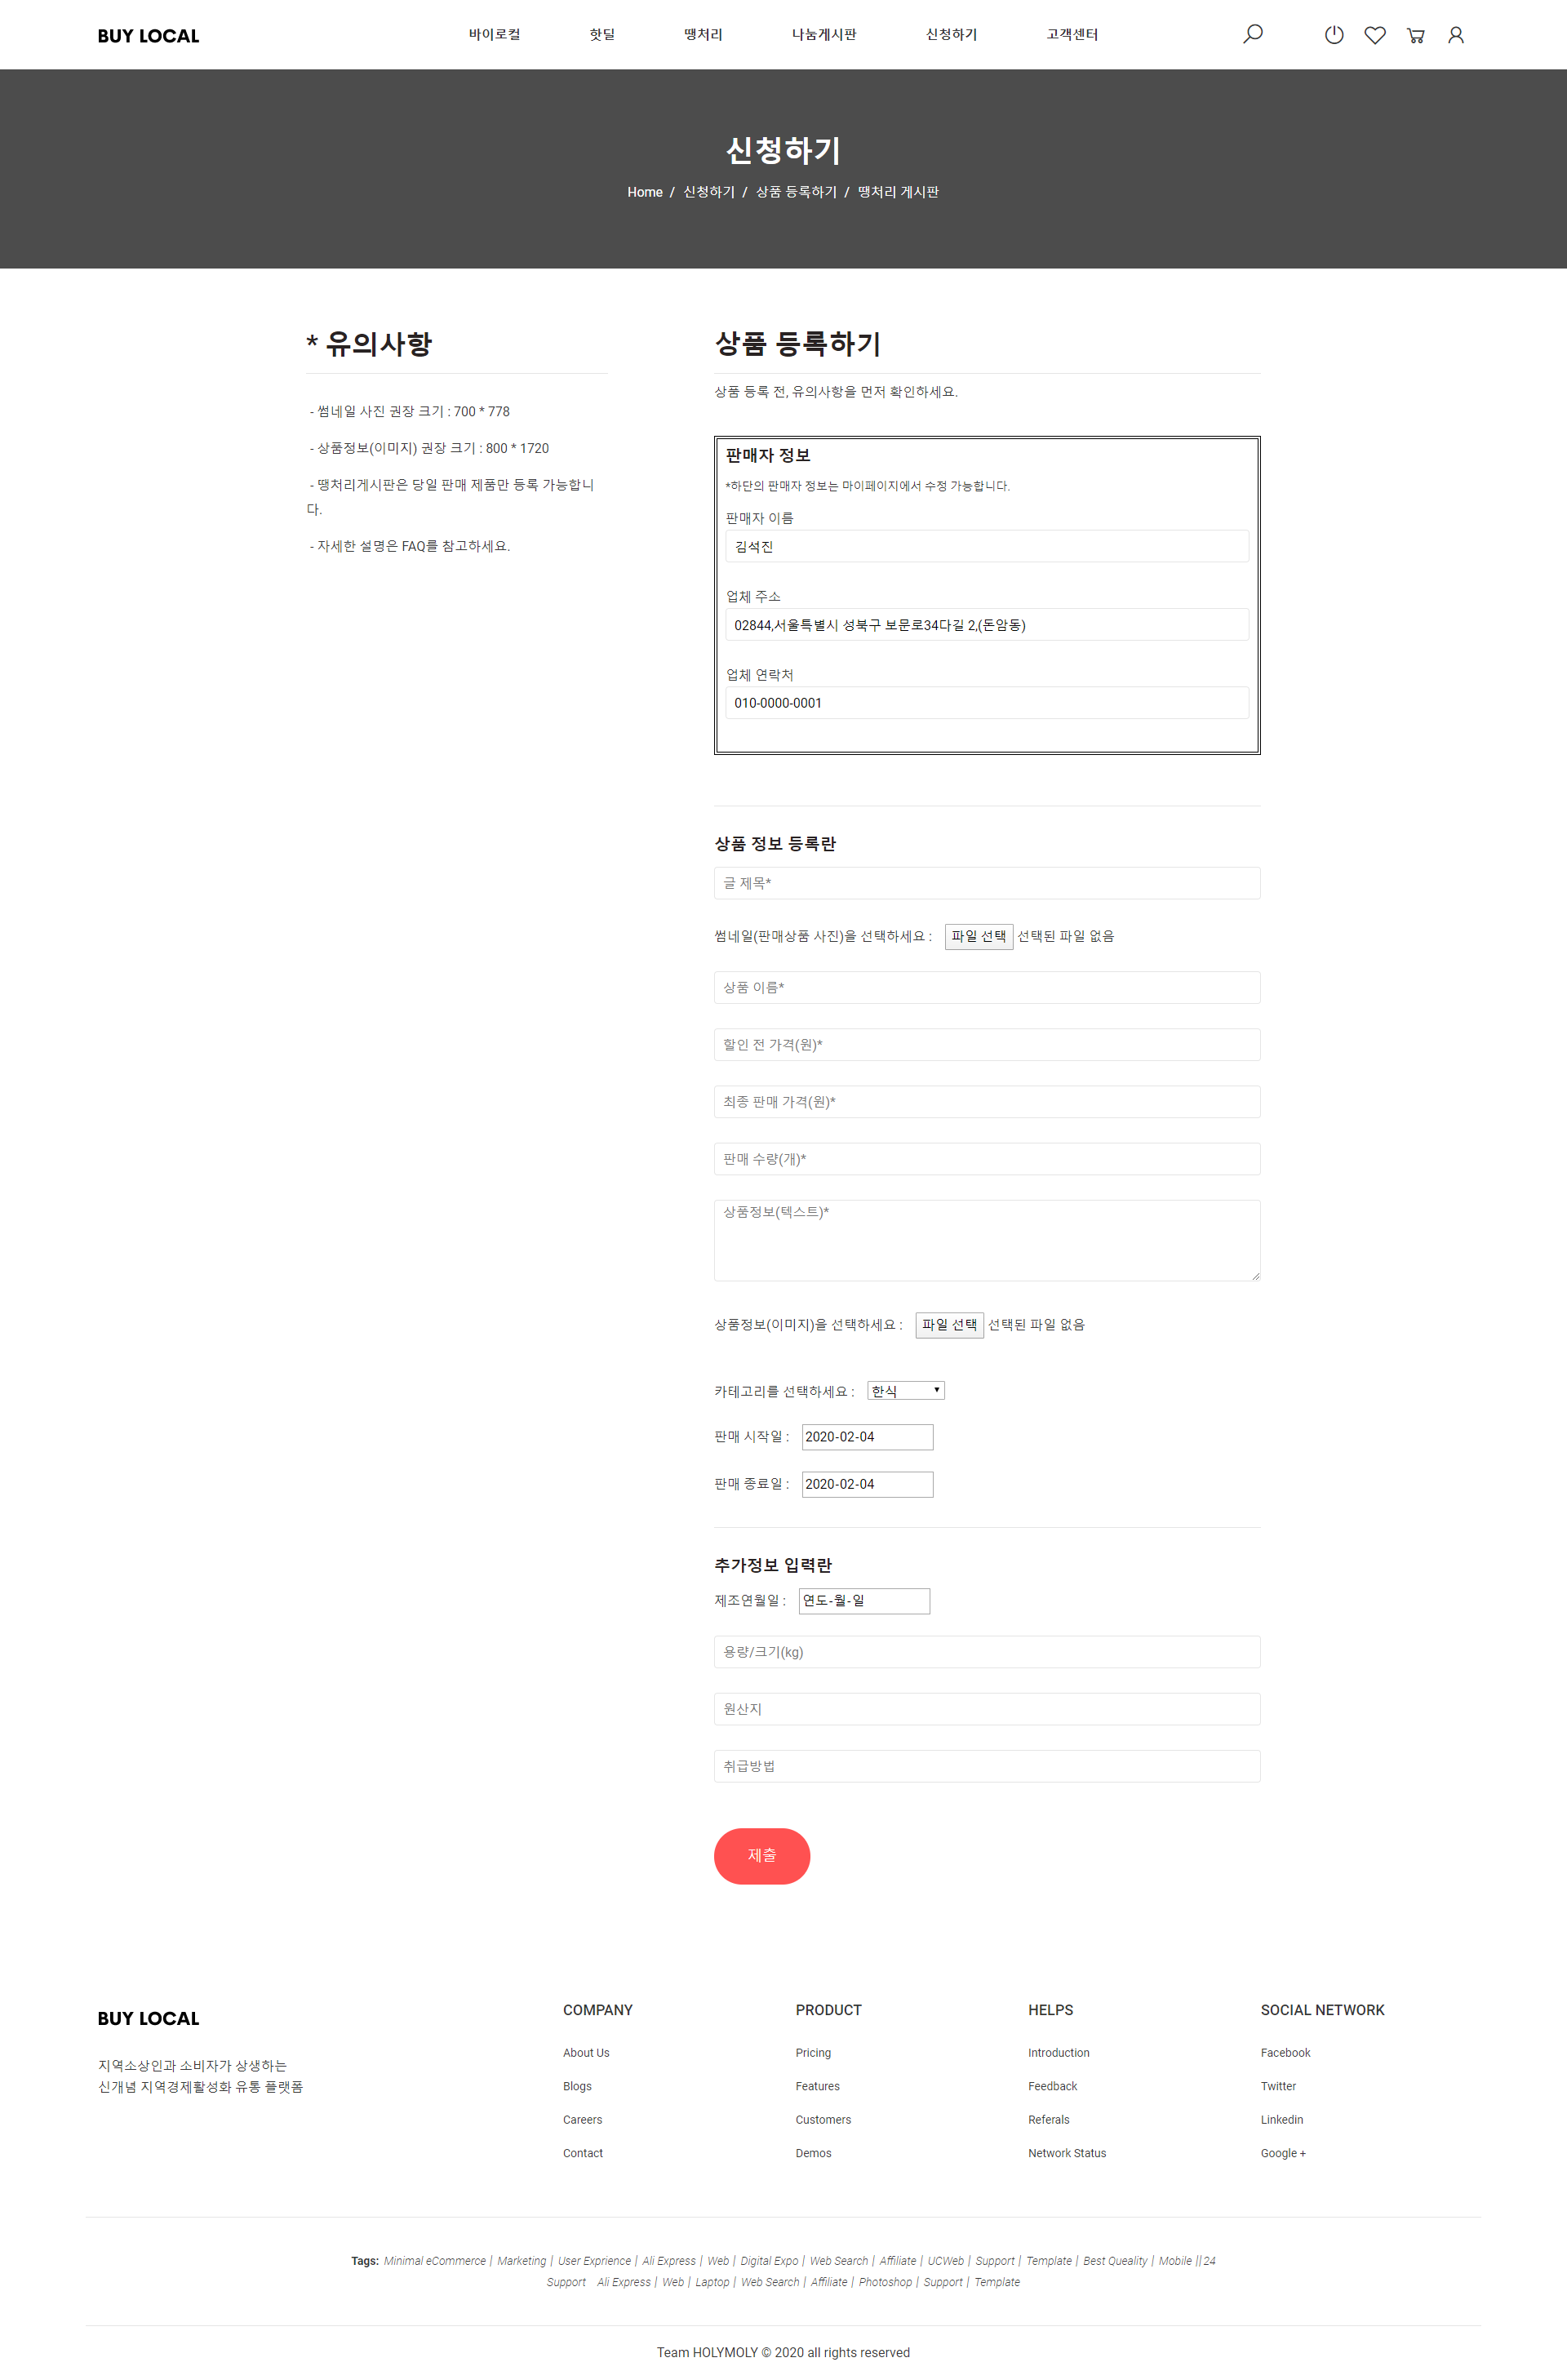 BUY LOCAL
바이로컬 핫딜 땡처리 나눔게시판 신청하기 고객센터
신청하기
Home / 신청하기 / 상품 등록하기 / 땡처리 게시판
* 유의사항
- 썸네일 사진 권장 크기 : 700 * 778
- 상품정보(이미지) 권장 크기 : 800 * 1720
- 땡처리게시판은 당일 판매 제품만 등록 가능합니
다.
- 자세한 설명은 FAQ를 참고하세요.
상품 등록하기
상품 등록 전, 유의사항을 먼저 확인하세요.
판매자 정보
*하단의 판매자 정보는 마이페이지에서 수정 가능합니다.
판매자 이름
김석진
업체 주소
02844,서울특별시 성북구 보문로34다길 2,(돈암동)
업체 연락처
010-0000-0001
상품 정보 등록란
글 제목*
썸네일(판매상품 사진)을 선택하세요 : 파일 선택 선택된 파일 없음
상품 이름*
할인 전 가격(원)*
최종 판매 가격(원)*
판매 수량(개)*
상품정보(텍스트)*
상품정보(이미지)을 선택하세요 : 파일 선택 선택된 파일 없음
카테고리를 선택하세요 : 한식
판매 시작일 : 2020-02-04
판매 종료일 : 2020-02-04
추가정보 입력란
제조연월일 : 연도-월-일
용량/크기(kg)
원산지
취급방법
제출
BUY LOCAL
지역소상인과 소비자가 상생하는
신개념 지역경제활성화 유통 플랫폼
COMPANY
About Us
Blogs
Careers
Contact
PRODUCT
Pricing
Features
Customers
Demos
HELPS
Introduction
Feedback
Referals
Network Status
SOCIAL NETWORK
Facebook
Twitter
Linkedin
Google +
Tags: Minimal eCommerce | Marketing | User Exprience | Ali Express | Web | Digital Expo | Web Search | Affiliate | UCWeb | Support | Template | Best Queality | Mobile || 24
Support Ali Express | Web | Laptop | Web Search | Affiliate | Photoshop | Support | Template
Team HOLYMOLY © 2020 all rights reserved